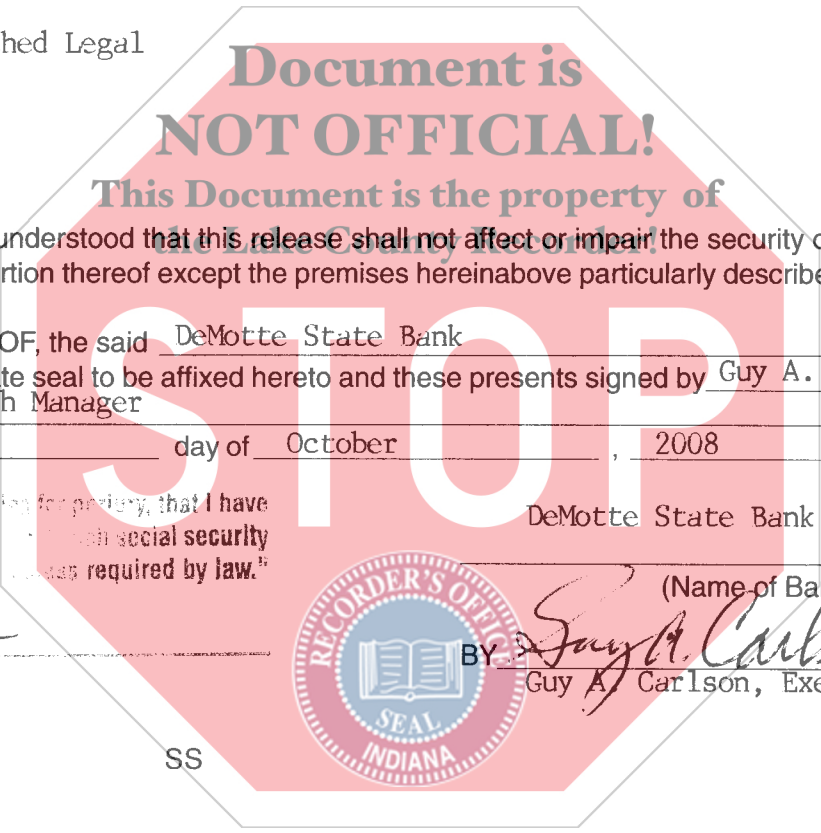 hed Legal
Document is
NOT OFFICIAL!
This Document is the property of
the Lake County Recorder!
understood that this release shall not affect or impair the security o
rtion thereof except the premises hereinabove particularly describe
OF, the said DeMotte State Bank
te seal to be affixed hereto and these presents signed by Guy A.
h Manager
day of October , 2008
STOP
for perjury, that I have
social security
required by law."
DeMotte State Bank
(Name of Ba
BY Guy A. Carls
Guy A. Carlson, Exe
RECORDER'S OFFICE
SEAL
INDIANA
SS